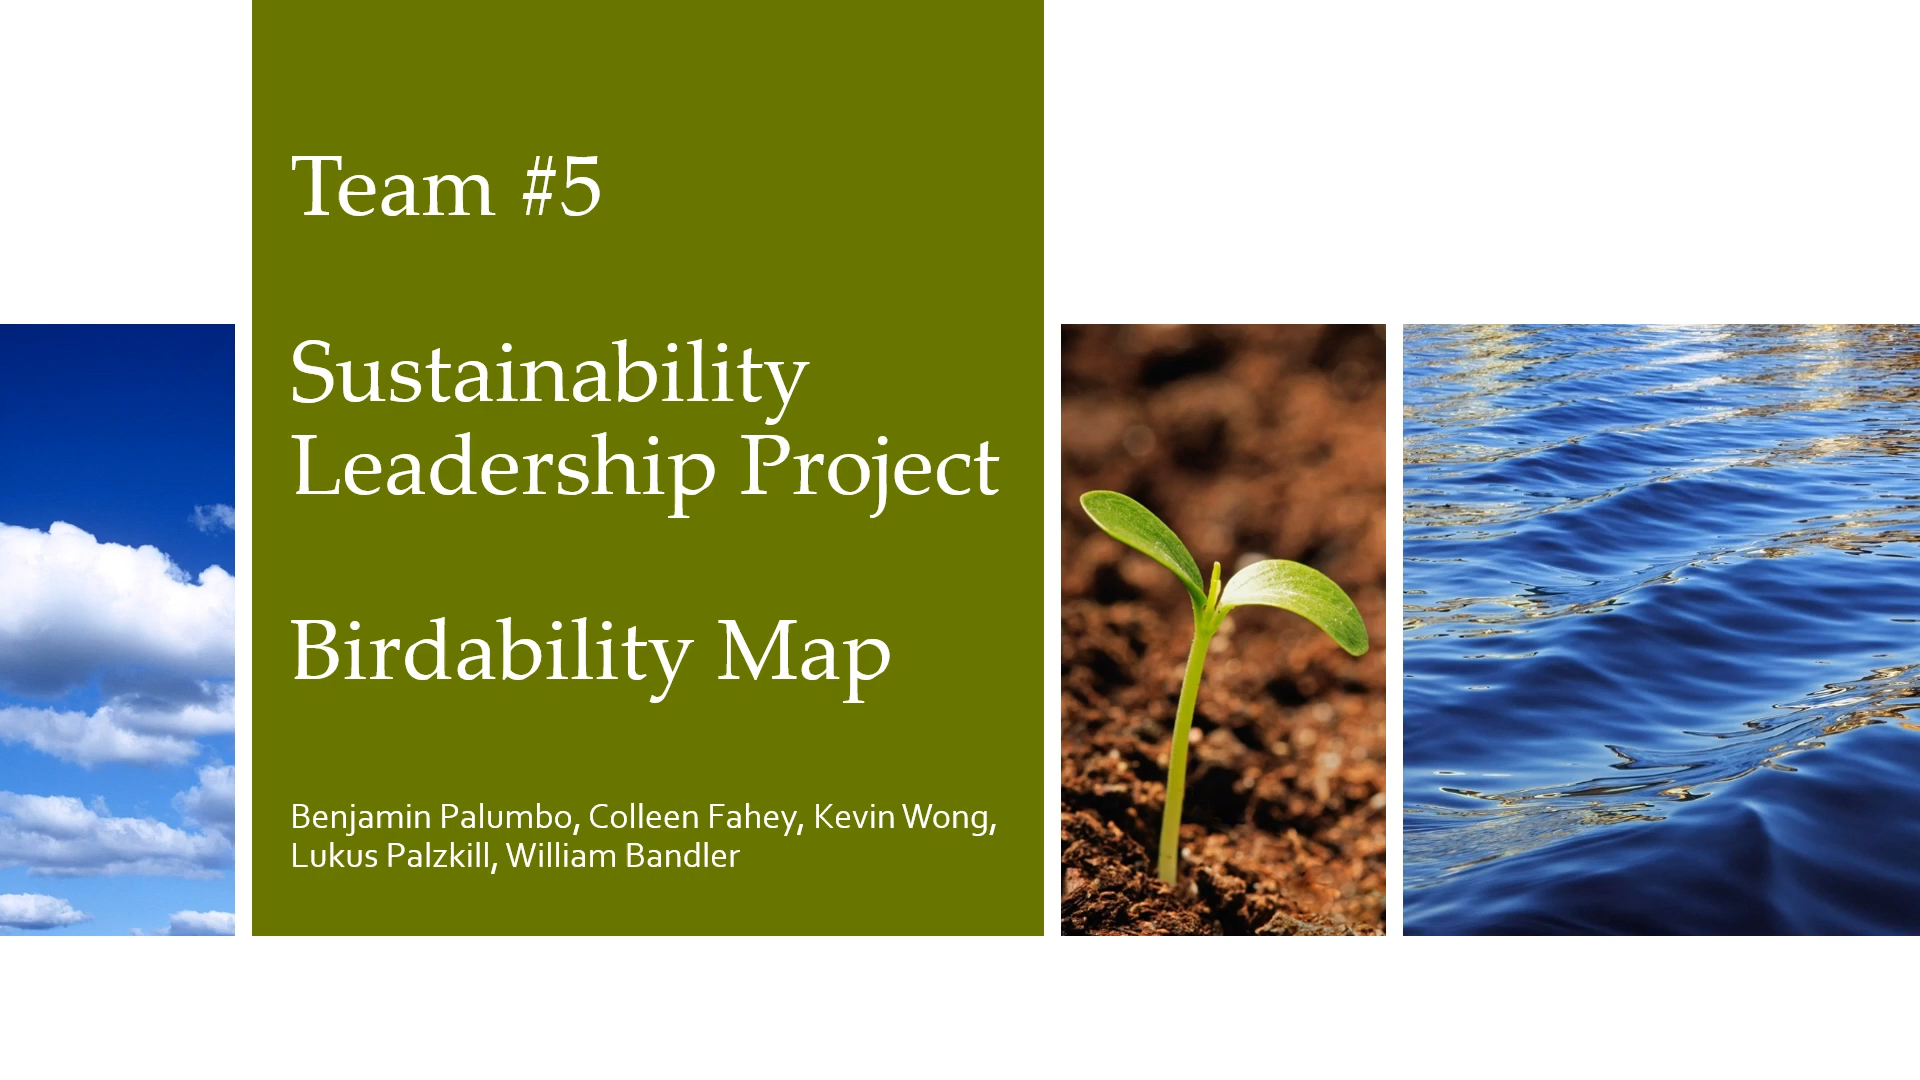 Team #5
Sustainability
Leadership Project
Birdability Map
Benjamin Palumbo, Colleen Fahey, Kevin Wong,
Lukus Palzkill, William Bandler